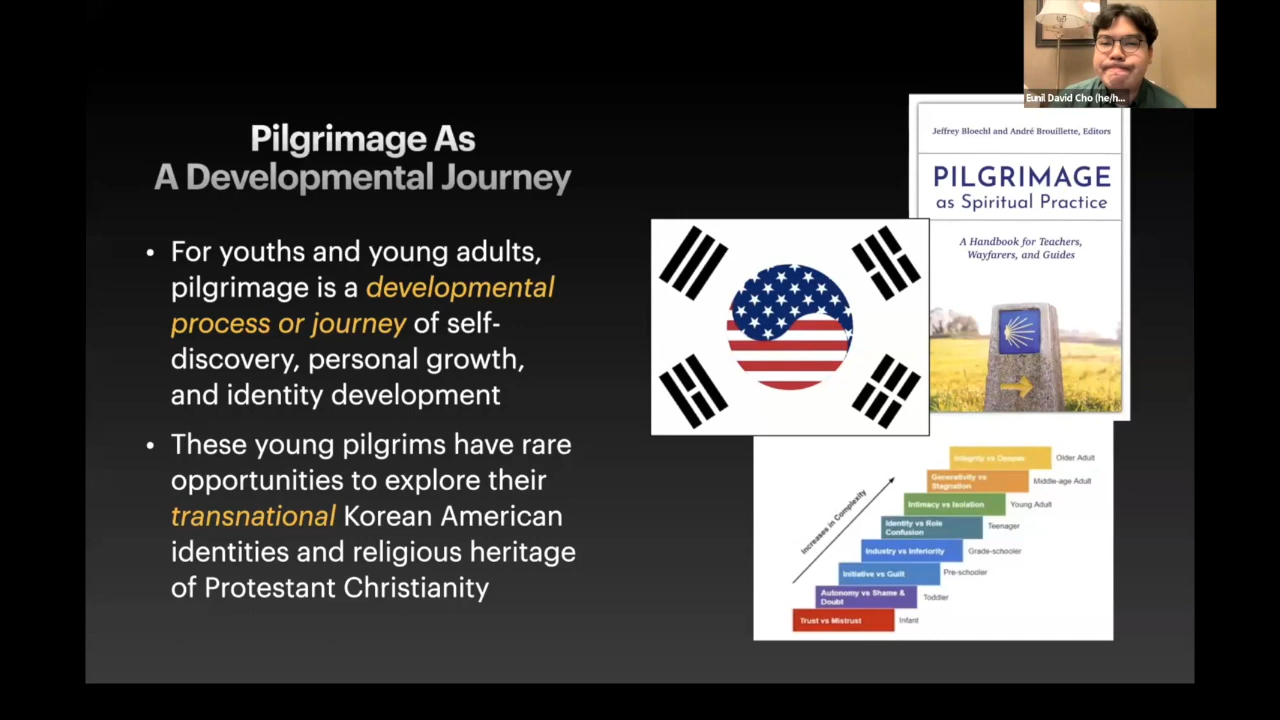 Eunil David Cho (he/h...
Pilgrimage As
A Developmental Journey
• For youths and young adults,
pilgrimage is a developmental
process or journey of self-
discovery, personal growth,
and identity development
• These young pilgrims have rare
opportunities to explore their
transnational Korean American
identities and religious heritage
of Protestant Christianity
Jeffrey Bloechl and André Brouillette, Editors
PILGRIMAGE
as Spiritual Practice
A Handbook for Teachers,
Wayfarers, and Guides
Increases in Complexity
Integrity vs Despair
Older Adult
Generativity vs
Stagnation
Middle-age Adult
Intimacy vs Isolation
Young Adult
Identity vs Role
Confusion
Teenager
Industry vs Inferiority
Grade-schooler
Initiative vs Guilt
Pre-schooler
Autonomy vs Shame &
Doubt
Toddler
Trust vs Mistrust
Infant